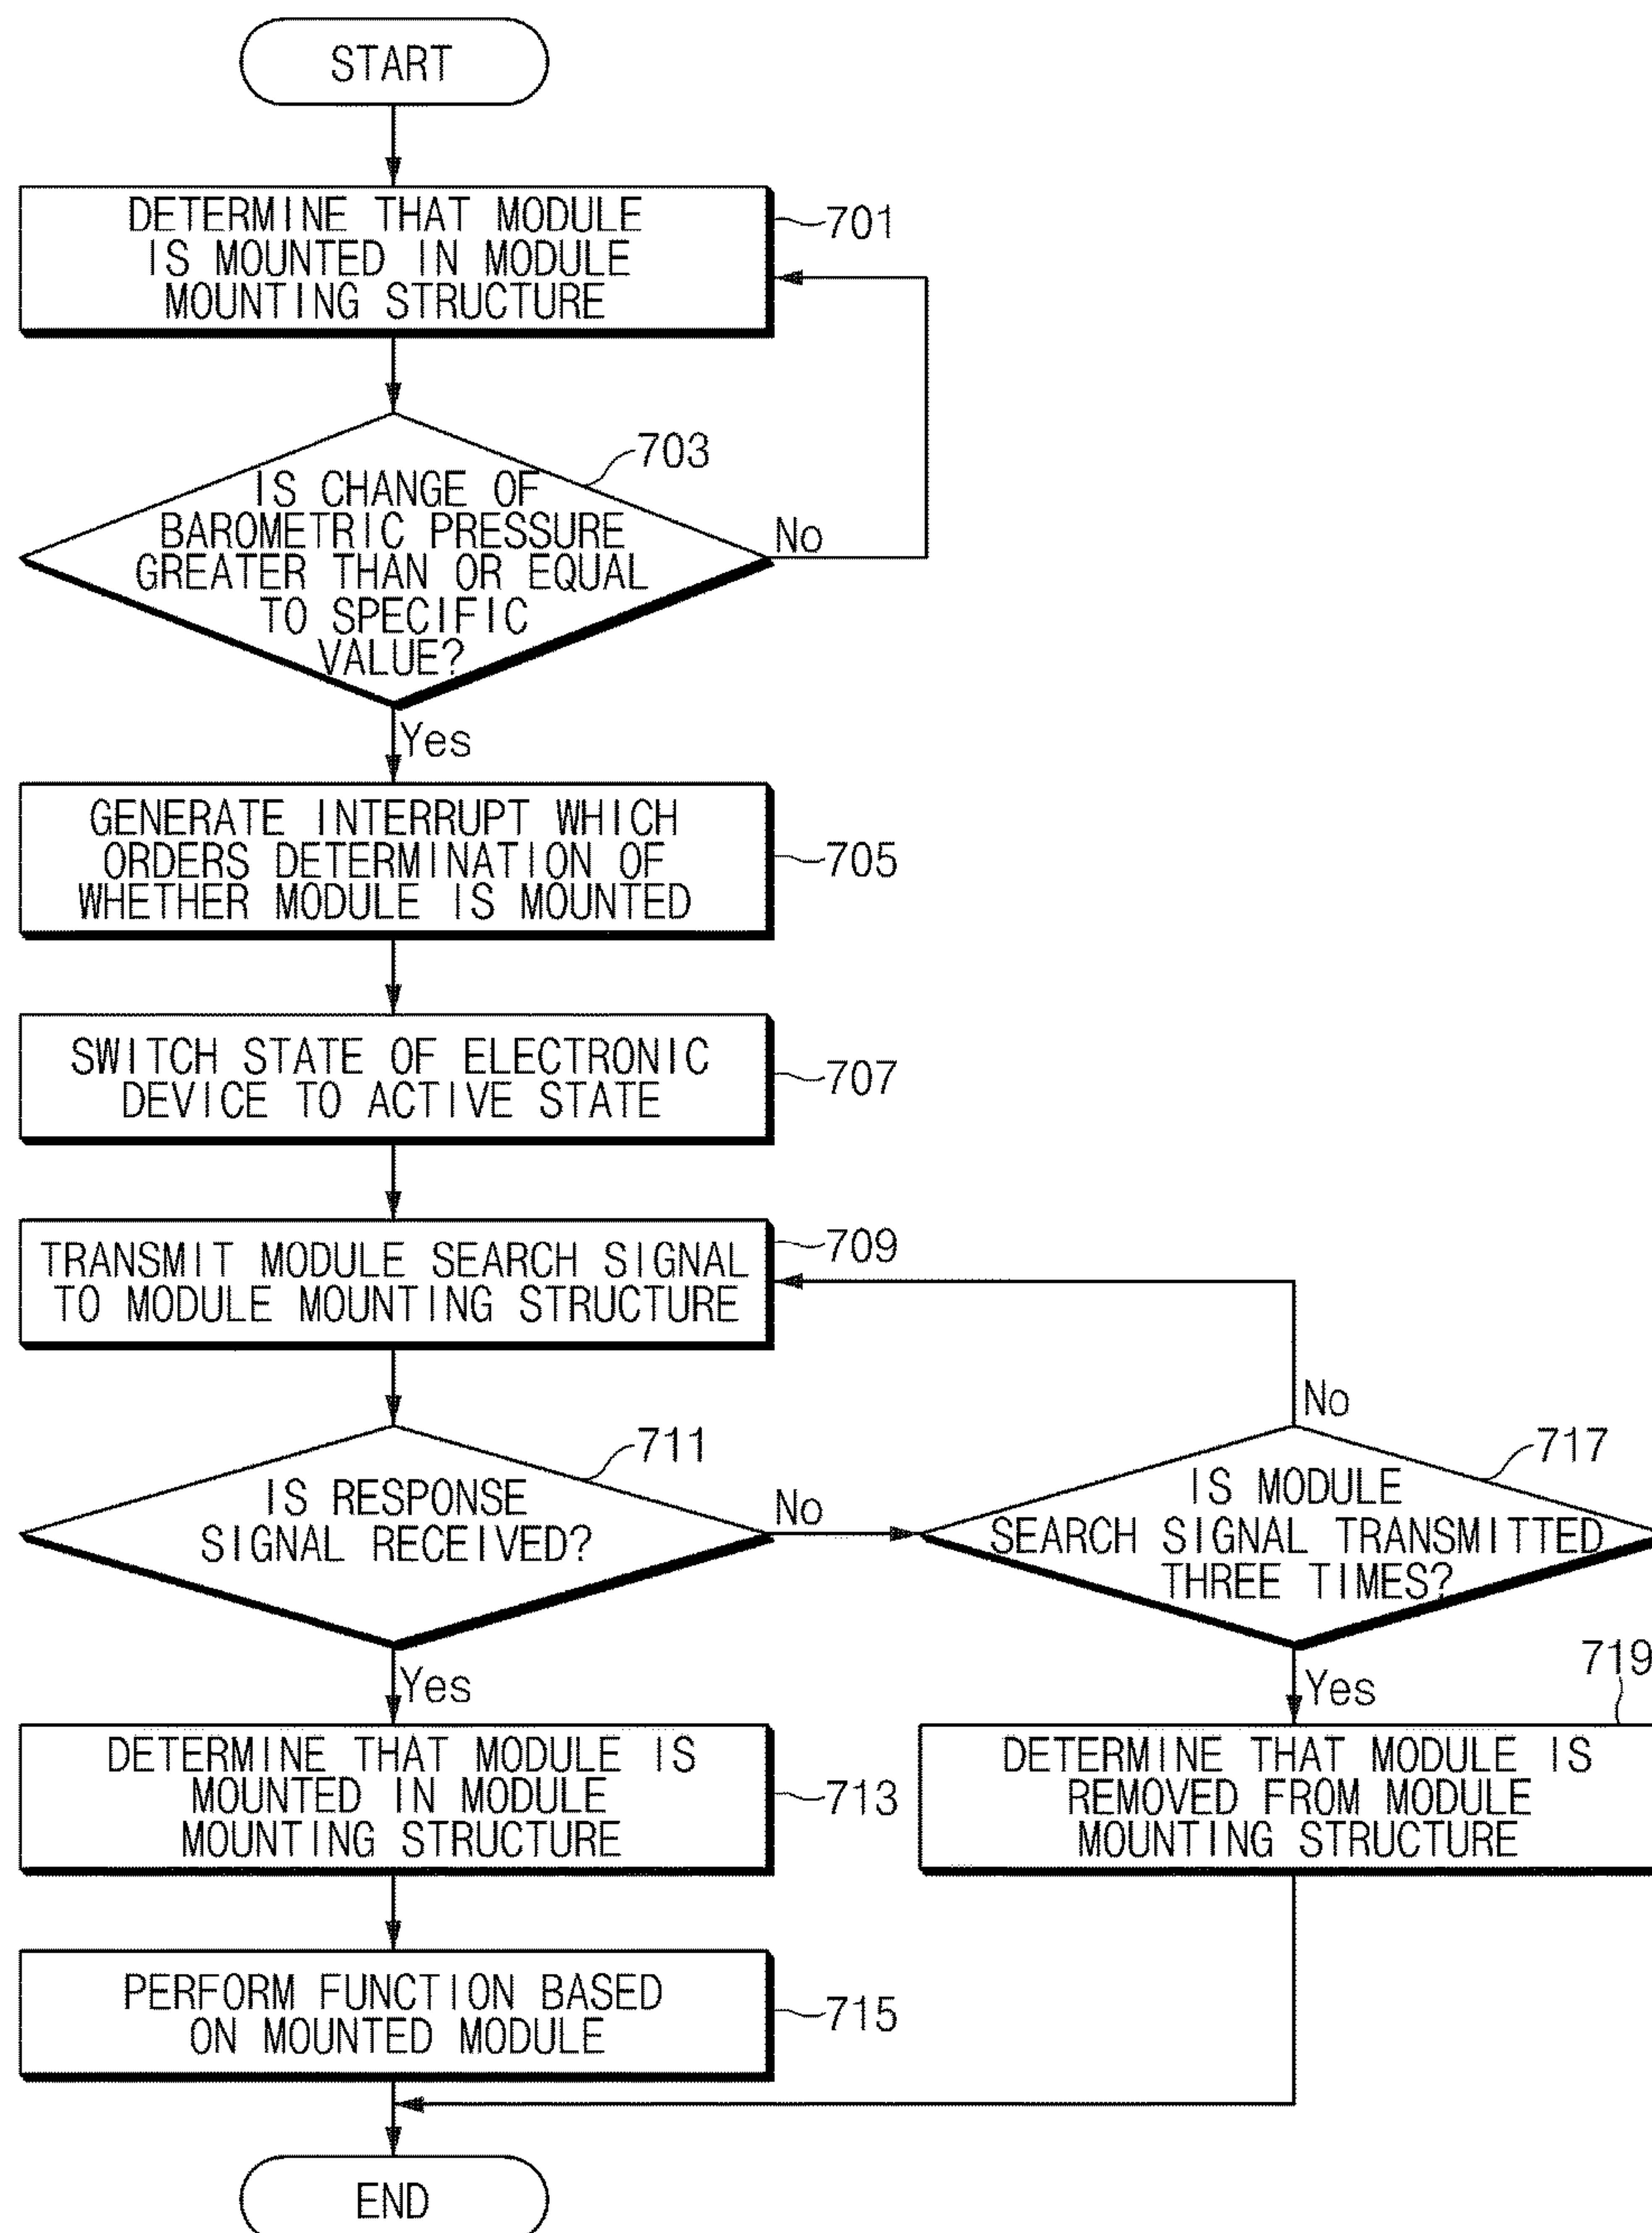 START
DETERMINE THAT MODULE
IS MOUNTED IN MODULE
MOUNTING STRUCTURE
701
703
IS CHANGE OF
BAROMETRIC PRESSURE
GREATER THAN OR EQUAL
TO SPECIFIC
VALUE?
No
Yes
GENERATE INTERRUPT WHICH
ORDERS DETERMINATION OF
WHETHER MODULE IS MOUNTED
705
SWITCH STATE OF ELECTRONIC
DEVICE TO ACTIVE STATE
707
TRANSMIT MODULE SEARCH SIGNAL
TO MODULE MOUNTING STRUCTURE
709
711
IS RESPONSE
SIGNAL RECEIVED?
No
Yes
No
717
IS MODULE
SEARCH SIGNAL TRANSMITTED
THREE TIMES?
Yes
719
DETERMINE THAT MODULE IS
MOUNTED IN MODULE
MOUNTING STRUCTURE
713
DETERMINE THAT MODULE IS
REMOVED FROM MODULE
MOUNTING STRUCTURE
PERFORM FUNCTION BASED
ON MOUNTED MODULE
715
END